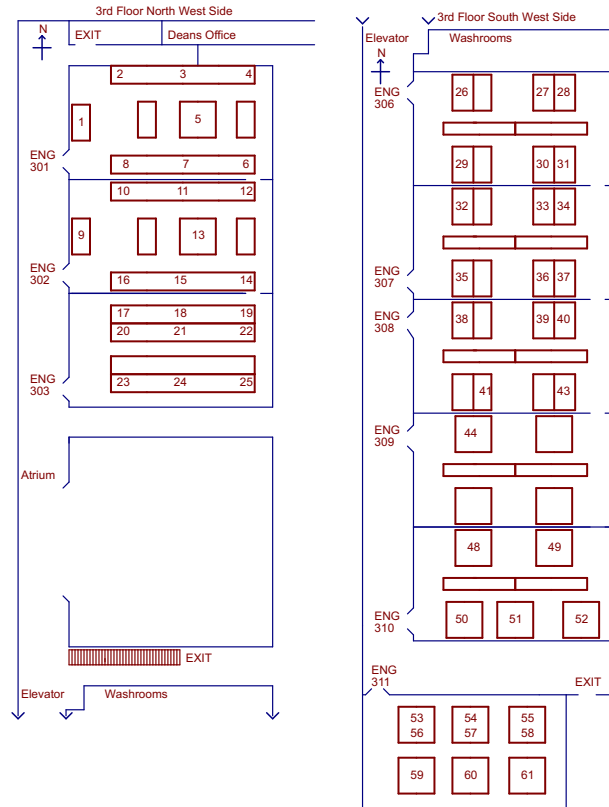 3rd Floor North West Side
N
EXIT
Deans Office
2 3 4
1
5
ENG
301
8 7 6
10 11 12
9
13
ENG
302
16 15 14
17 18 19
20 21 22
ENG
303
23 24 25
Atrium
EXIT
Elevator
Washrooms
3rd Floor South West Side
Elevator
Washrooms
N
ENG
306
26 27 28
29 30 31
32 33 34
ENG
307
35 36 37
ENG
308
38 39 40
41 43
ENG
309
44
48 49
ENG
310
50 51 52
ENG
311
EXIT
53 54 55
56 57 58
59 60 61